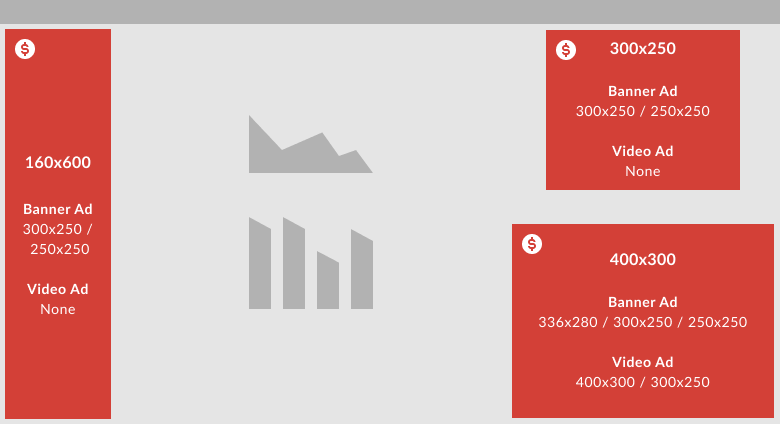 160x600
Banner Ad
300x250 /
250x250
Video Ad
None
300x250
Banner Ad
300x250 / 250x250
Video Ad
None
400x300
Banner Ad
336x280 / 300x250 / 250x250
Video Ad
400x300 / 300x250